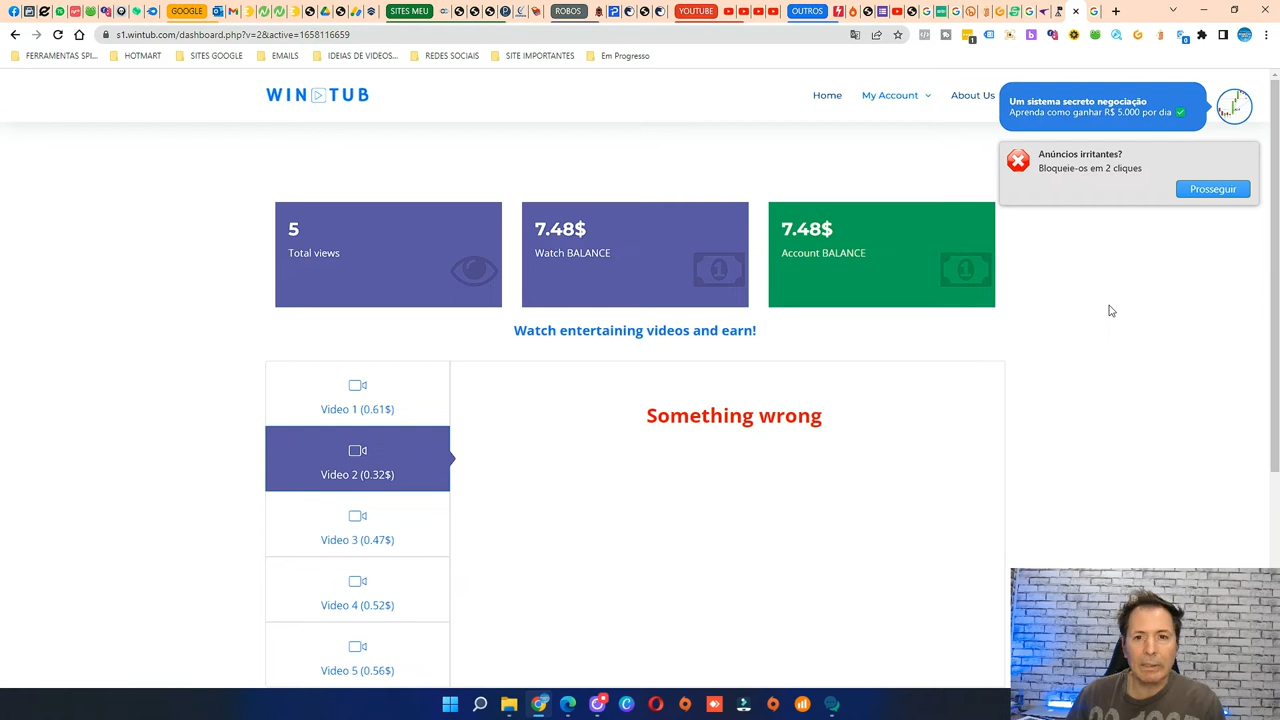 GOOGLE
SITES MEU
ROBOS
YOUTUBE
OUTROS
s1.wintub.com/dashboard.php?v=2&active=1658116659
FERRAMENTAS SPI...
HOTMART
SITES GOOGLE
EMAILS
IDEIAS DE VIDEOS...
REDES SOCIAIS
SITE IMPORTANTES
Em Progresso
WIN TUB
Home
My Account
About Us
Um sistema secreto negociação
Aprenda como ganhar R$ 5.000 por dia
Anúncios irritantes?
Bloqueie-os em 2 cliques
Prosseguir
5
Total views
7.48$
Watch BALANCE
7.48$
Account BALANCE
Watch entertaining videos and earn!
Video 1 (0.61$)
Something wrong
Video 2 (0.32$)
Video 3 (0.47$)
Video 4 (0.52$)
Video 5 (0.56$)